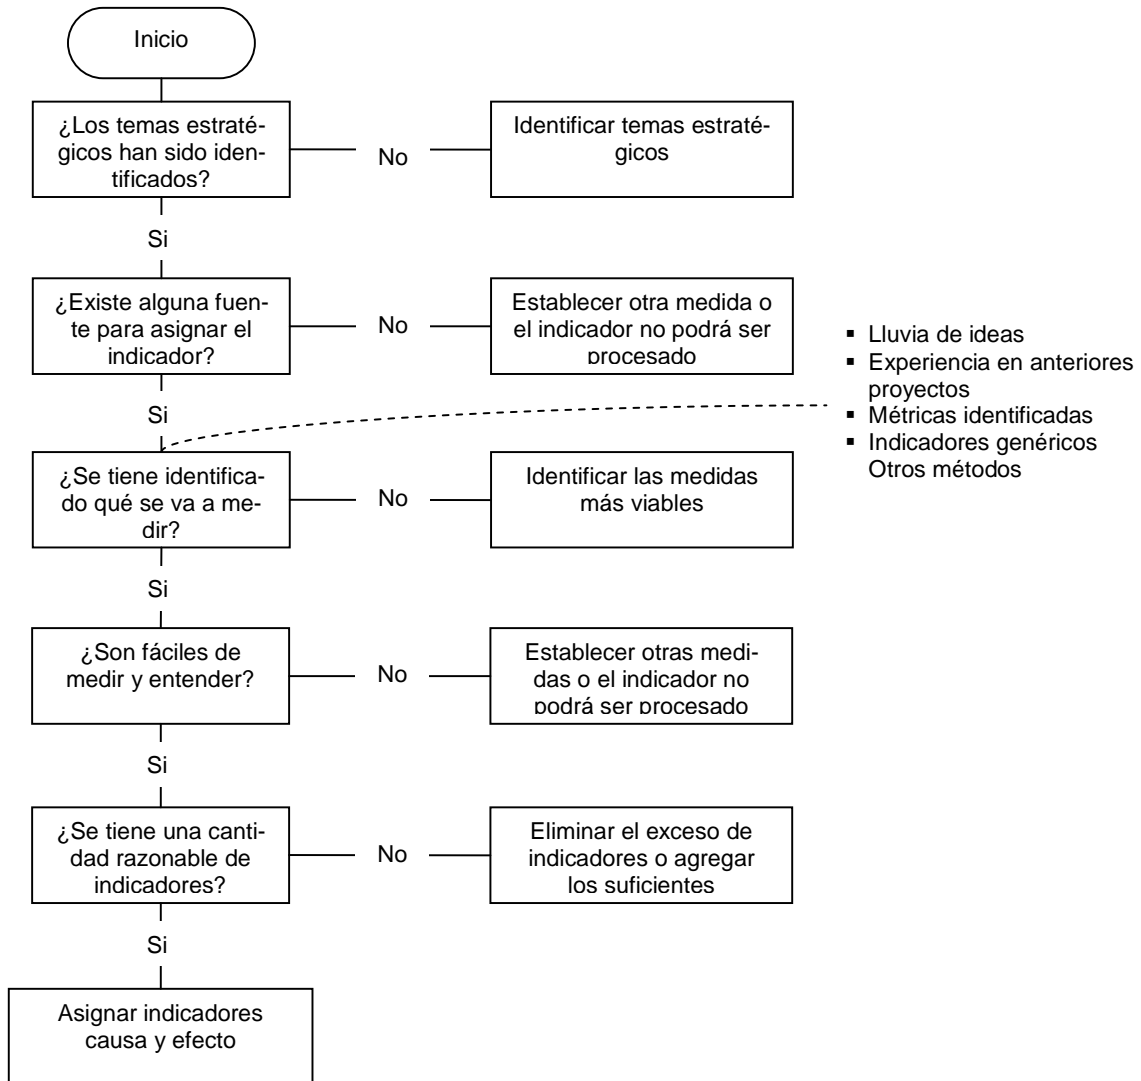 Inicio
¿Los temas estraté-
gicos han sido iden-
tificados?
No
Identificar temas estraté-
gicos
Si
¿Existe alguna fuen-
te para asignar el
indicador?
No
Establecer otra medida o
el indicador no podrá ser
procesado
▪ Lluvia de ideas
▪ Experiencia en anteriores
proyectos
▪ Métricas identificadas
▪ Indicadores genéricos
Otros métodos
Si
¿Se tiene identifica-
do qué se va a me-
dir?
No
Identificar las medidas
más viables
Si
¿Son fáciles de
medir y entender?
No
Establecer otras medi-
das o el indicador no
podrá ser procesado
Si
¿Se tiene una canti-
dad razonable de
indicadores?
No
Eliminar el exceso de
indicadores o agregar
los suficientes
Si
Asignar indicadores
causa y efecto